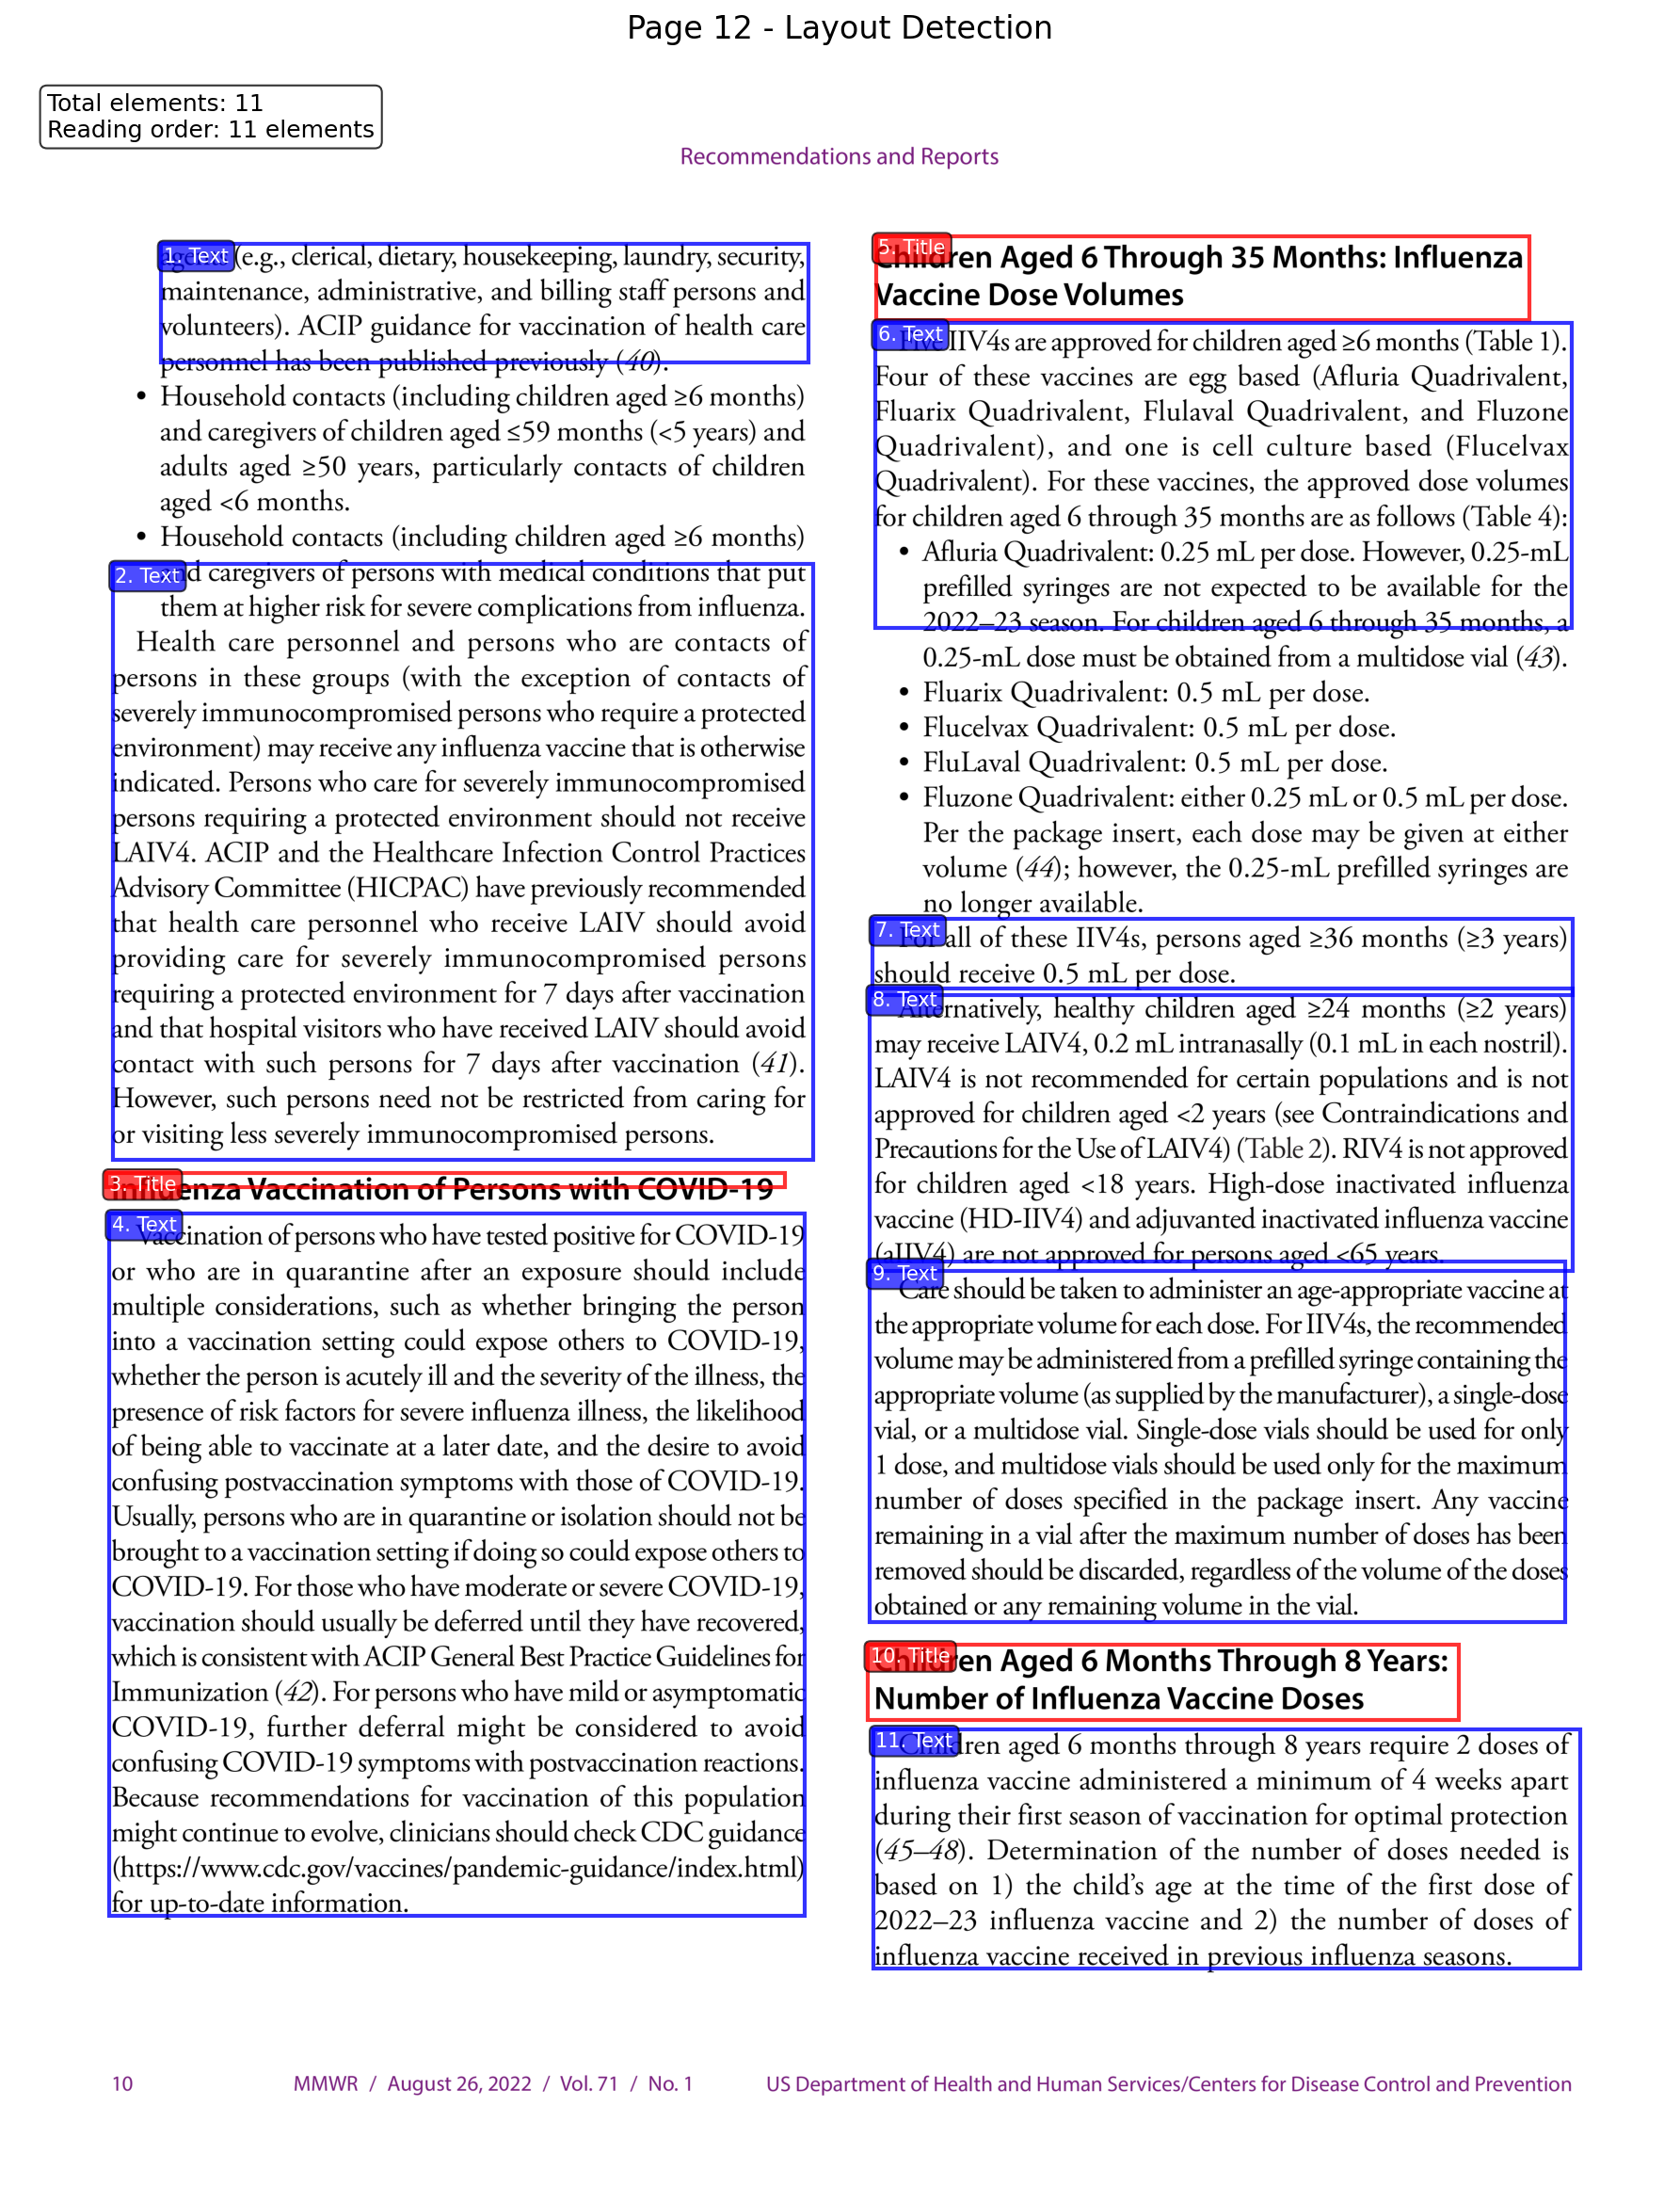 Page 12 - Layout Detection
Total elements: 11
Reading order: 11 elements
Recommendations and Reports
1. Text (e.g., clerical, dietary, housekeeping, laundry, security,
maintenance, administrative, and billing staff persons and
volunteers). ACIP guidance for vaccination of health care
personnel has been published previously (40).
• Household contacts (including children aged ≥6 months)
and caregivers of children aged ≤59 months (<5 years) and
adults aged ≥50 years, particularly contacts of children
aged <6 months.
• Household contacts (including children aged ≥6 months)
2. Text and caregivers of persons with medical conditions that put
them at higher risk for severe complications from influenza.
Health care personnel and persons who are contacts of
persons in these groups (with the exception of contacts of
severely immunocompromised persons who require a protected
environment) may receive any influenza vaccine that is otherwise
indicated. Persons who care for severely immunocompromised
persons requiring a protected environment should not receive
LAIV4. ACIP and the Healthcare Infection Control Practices
Advisory Committee (HICPAC) have previously recommended
that health care personnel who receive LAIV should avoid
providing care for severely immunocompromised persons
requiring a protected environment for 7 days after vaccination
and that hospital visitors who have received LAIV should avoid
contact with such persons for 7 days after vaccination (41).
However, such persons need not be restricted from caring for
or visiting less severely immunocompromised persons.
3. Title Influenza Vaccination of Persons with COVID-19
4. Text Vaccination of persons who have tested positive for COVID-19
or who are in quarantine after an exposure should include
multiple considerations, such as whether bringing the person
into a vaccination setting could expose others to COVID-19,
whether the person is acutely ill and the severity of the illness, the
presence of risk factors for severe influenza illness, the likelihood
of being able to vaccinate at a later date, and the desire to avoid
confusing postvaccination symptoms with those of COVID-19.
Usually, persons who are in quarantine or isolation should not be
brought to a vaccination setting if doing so could expose others to
COVID-19. For those who have moderate or severe COVID-19,
vaccination should usually be deferred until they have recovered,
which is consistent with ACIP General Best Practice Guidelines for
Immunization (42). For persons who have mild or asymptomatic
COVID-19, further deferral might be considered to avoid
confusing COVID-19 symptoms with postvaccination reactions.
Because recommendations for vaccination of this population
might continue to evolve, clinicians should check CDC guidance
(https://www.cdc.gov/vaccines/pandemic-guidance/index.html)
for up-to-date information.
5. Title Children Aged 6 Through 35 Months: Influenza
Vaccine Dose Volumes
6. Text Five IIV4s are approved for children aged ≥6 months (Table 1).
Four of these vaccines are egg based (Afluria Quadrivalent,
Fluarix Quadrivalent, Flulaval Quadrivalent, and Fluzone
Quadrivalent), and one is cell culture based (Flucelvax
Quadrivalent). For these vaccines, the approved dose volumes
for children aged 6 through 35 months are as follows (Table 4):
• Afluria Quadrivalent: 0.25 mL per dose. However, 0.25-mL
prefilled syringes are not expected to be available for the
2022–23 season. For children aged 6 through 35 months, a
0.25-mL dose must be obtained from a multidose vial (43).
• Fluarix Quadrivalent: 0.5 mL per dose.
• Flucelvax Quadrivalent: 0.5 mL per dose.
• FluLaval Quadrivalent: 0.5 mL per dose.
• Fluzone Quadrivalent: either 0.25 mL or 0.5 mL per dose.
Per the package insert, each dose may be given at either
volume (44); however, the 0.25-mL prefilled syringes are
no longer available.
7. Text For all of these IIV4s, persons aged ≥36 months (≥3 years)
should receive 0.5 mL per dose.
8. Text Alternatively, healthy children aged ≥24 months (≥2 years)
may receive LAIV4, 0.2 mL intranasally (0.1 mL in each nostril).
LAIV4 is not recommended for certain populations and is not
approved for children aged <2 years (see Contraindications and
Precautions for the Use of LAIV4) (Table 2). RIV4 is not approved
for children aged <18 years. High-dose inactivated influenza
vaccine (HD-IIV4) and adjuvanted inactivated influenza vaccine
(aIIV4) are not approved for persons aged <65 years.
9. Text Care should be taken to administer an age-appropriate vaccine at
the appropriate volume for each dose. For IIV4s, the recommended
volume may be administered from a prefilled syringe containing the
appropriate volume (as supplied by the manufacturer), a single-dose
vial, or a multidose vial. Single-dose vials should be used for only
1 dose, and multidose vials should be used only for the maximum
number of doses specified in the package insert. Any vaccine
remaining in a vial after the maximum number of doses has been
removed should be discarded, regardless of the volume of the doses
obtained or any remaining volume in the vial.
10. Title Children Aged 6 Months Through 8 Years:
Number of Influenza Vaccine Doses
11. Text Children aged 6 months through 8 years require 2 doses of
influenza vaccine administered a minimum of 4 weeks apart
during their first season of vaccination for optimal protection
(45–48). Determination of the number of doses needed is
based on 1) the child’s age at the time of the first dose of
2022–23 influenza vaccine and 2) the number of doses of
influenza vaccine received in previous influenza seasons.
10 MMWR / August 26, 2022 / Vol. 71 / No. 1 US Department of Health and Human Services/Centers for Disease Control and Prevention